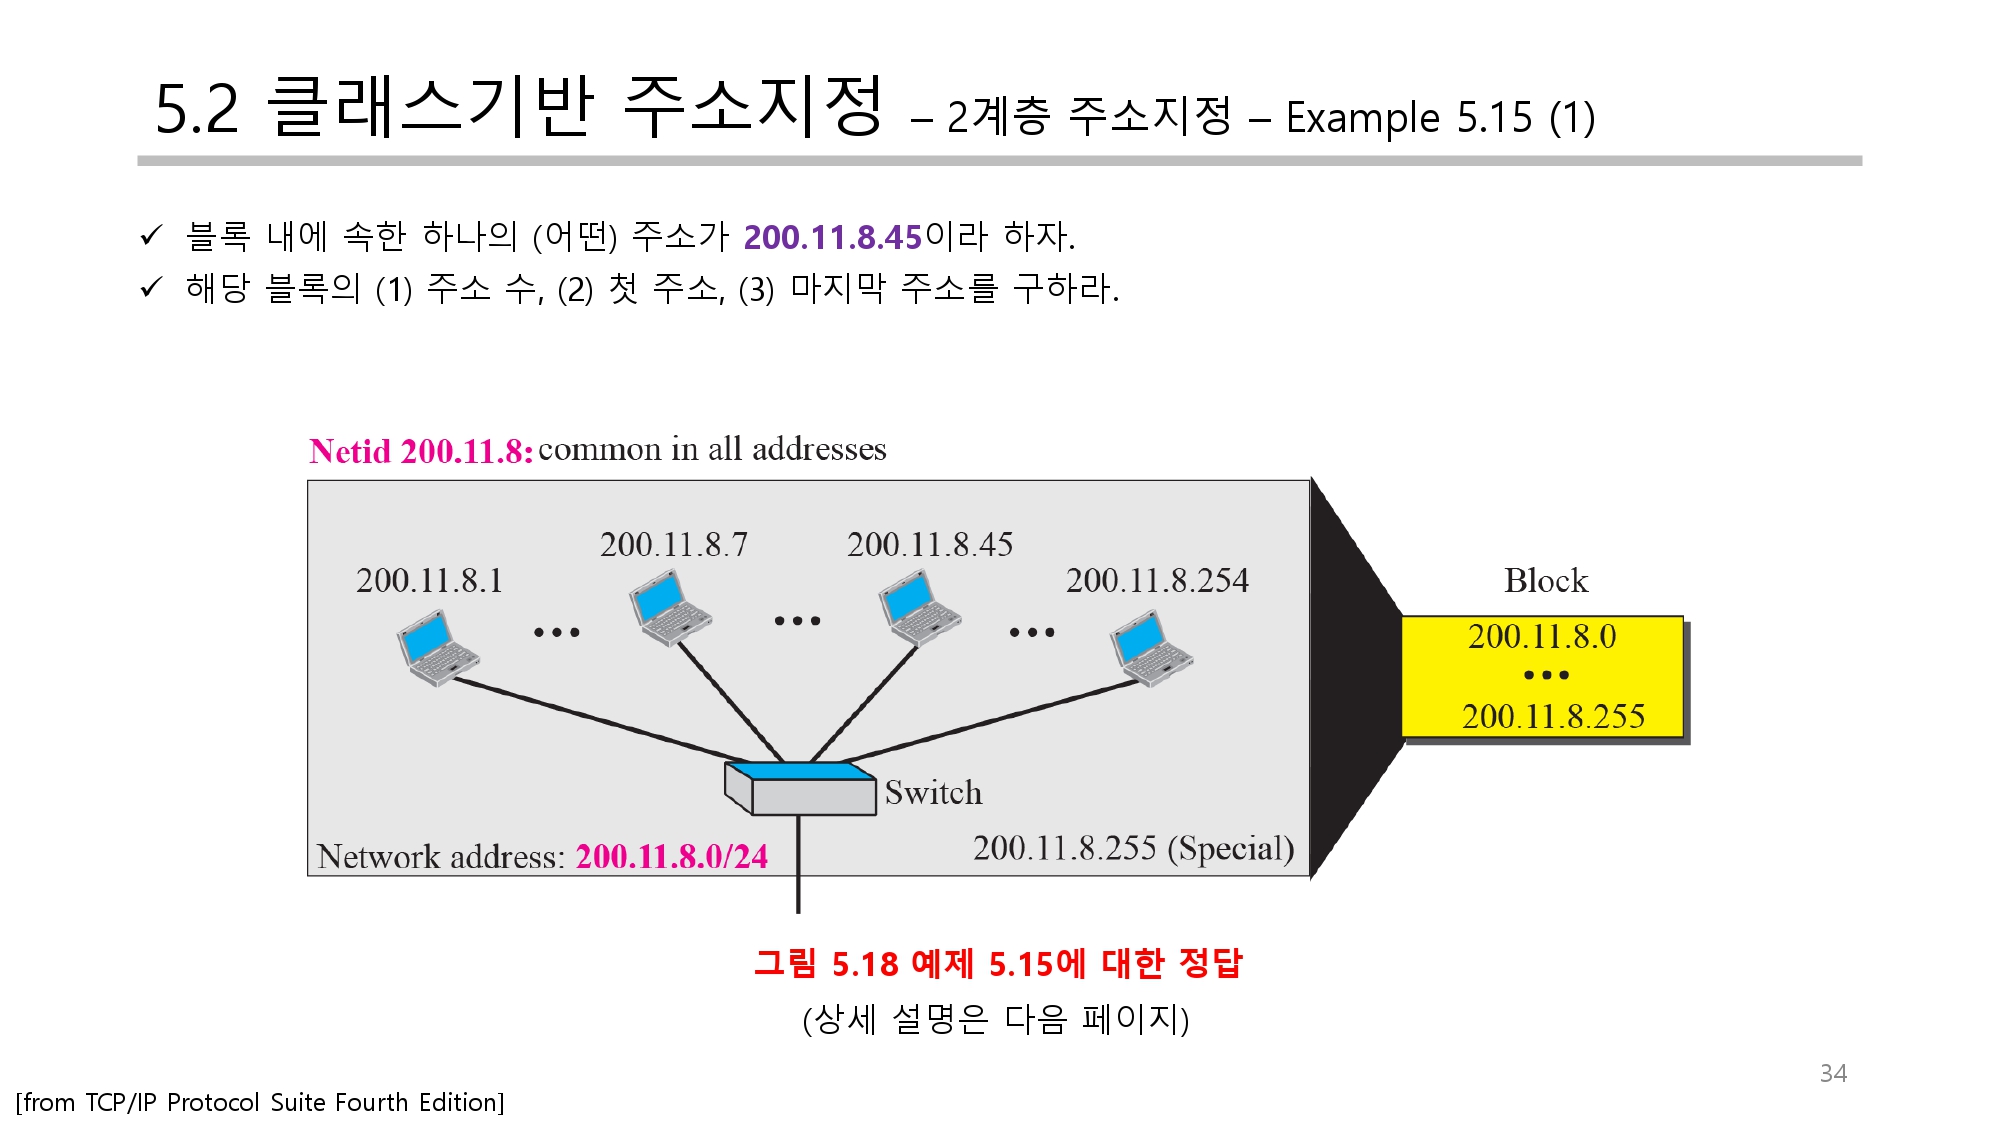 5.2 클래스기반 주소지정 – 2계층 주소지정 – Example 5.15 (1)
✓ 블록 내에 속한 하나의 (어떤) 주소가 200.11.8.45이라 하자.
✓ 해당 블록의 (1) 주소 수, (2) 첫 주소, (3) 마지막 주소를 구하라.
Netid 200.11.8: common in all addresses
200.11.8.1
200.11.8.7
200.11.8.45
200.11.8.254
Switch
Network address: 200.11.8.0/24
200.11.8.255 (Special)
Block
200.11.8.0
•••
200.11.8.255
그림 5.18 예제 5.15에 대한 정답
(상세 설명은 다음 페이지)
34
[from TCP/IP Protocol Suite Fourth Edition]